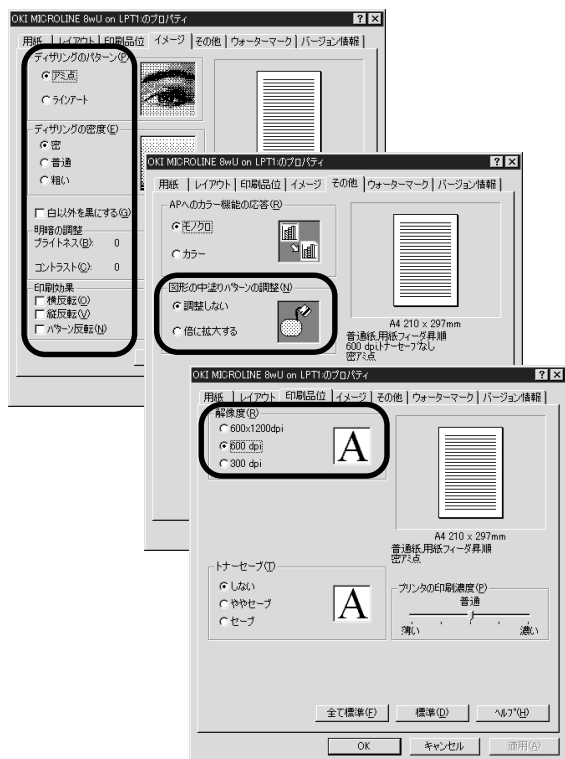 OKI MICROLINE 8wU on LPT1:のプロパティ
用紙 レイアウト 印刷品位 イメージ その他 ウォーターマーク バージョン情報
ディザリングのパターン(P)
アミ点
ラインアート
ディザリングの密度(E)
密
普通
粗い
白以外を黒にする(G)
明暗の調整
ブライトネス(B): 0
コントラスト(C): 0
印刷効果
横反転(O)
縦反転(V)
パターン反転(N)
OKI MICROLINE 8wU on LPT1:のプロパティ
用紙 レイアウト 印刷品位 イメージ その他 ウォーターマーク バージョン情報
APへのカラー機能の応答(R)
モノクロ
カラー
図形の中塗りパターンの調整(N)
調整しない
倍に拡大する
A4 210 x 297mm
普通紙,用紙フィーダ,昇順
600 dpi,トナーセーブなし
密アミ点
OKI MICROLINE 8wU on LPT1:のプロパティ
用紙 レイアウト 印刷品位 イメージ その他 ウォーターマーク バージョン情報
解像度(R)
600x1200dpi
600 dpi
300 dpi
A
A4 210 x 297mm
普通紙,用紙フィーダ,昇順
密アミ点
トナーセーブ(T)
しない
ややセーブ
セーブ
A
プリンタの印刷濃度(P)
普通
薄い 濃い
全て標準(F) 標準(D) ヘルプ(H)
OK キャンセル 適用(A)